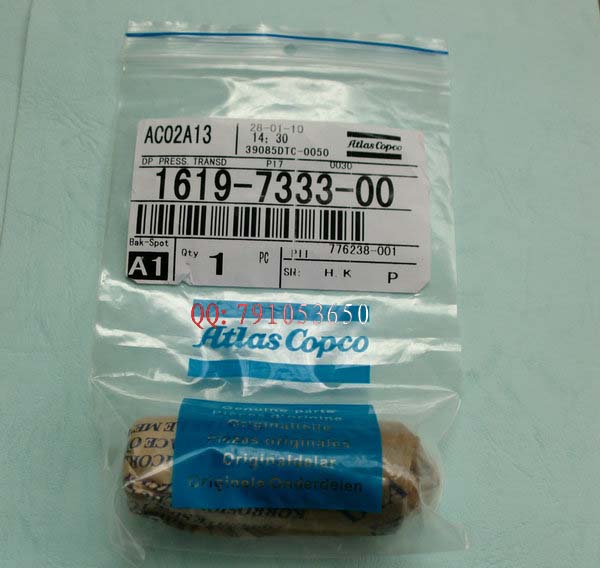 AC02A13
28-01-10
14: 30
39085DTC-0050
Atlas Copco
DP PRESS. TRANSD P17 0030
1619-7333-00
Bak-Spot
A1
Qty 1 PC
776238-001
SN: H.K P
QQ: 791053650
Atlas Copco
Genuine parts
Pièces d'origine
Originalteile
Piezas originales
Originaldelar
Originele Onderdelen